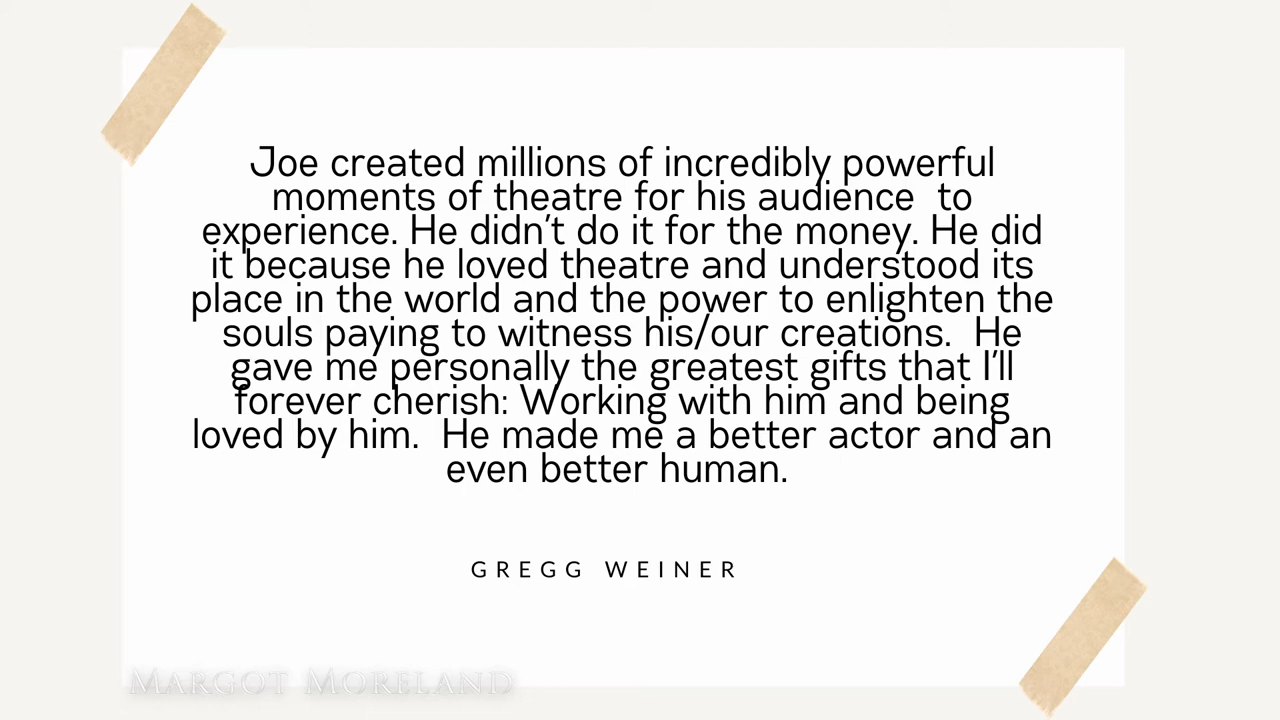 Joe created millions of incredibly powerful
moments of theatre for his audience  to
experience. He didn't do it for the money. He did
it because he loved theatre and understood its
place in the world and the power to enlighten the
souls paying to witness his/our creations.  He
gave me personally the greatest gifts that I'll
forever cherish: Working with him and being
loved by him.  He made me a better actor and an
even better human.
GREGG WEINER
MARGOT MORELAND